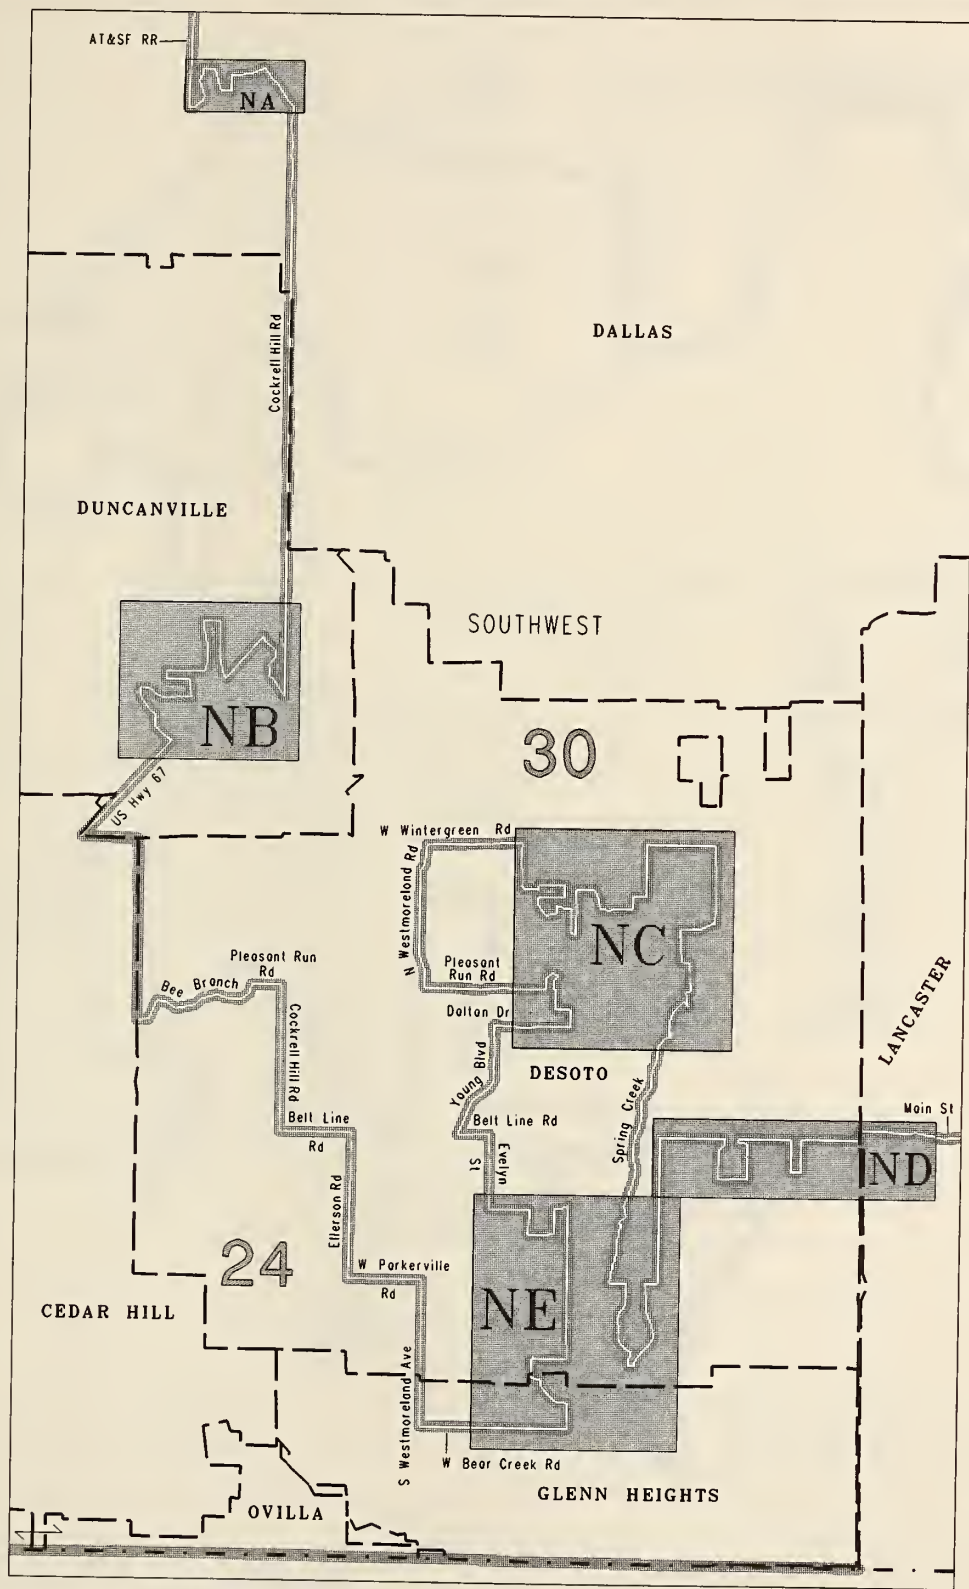 AT&SF RR
NA
DALLAS
Cockrell Hill Rd
DUNCANVILLE
SOUTHWEST
NB
30
US Hwy 67
W Wintergreen Rd
N Westmoreland Rd
NC
Pleasant Run
Rd
Bee Branch
Pleasant
Run Rd
LANCASTER
Dalton Dr
Cockrell Hill Rd
Young Blvd
DESOTO
Spring Creek
Main St
Belt Line
Rd
Belt Line Rd
Evelyn
St
ND
Ellerson Rd
24
W Parkerville
Rd
NE
CEDAR HILL
S Westmoreland Ave
W Bear Creek Rd
GLENN HEIGHTS
OVILLA